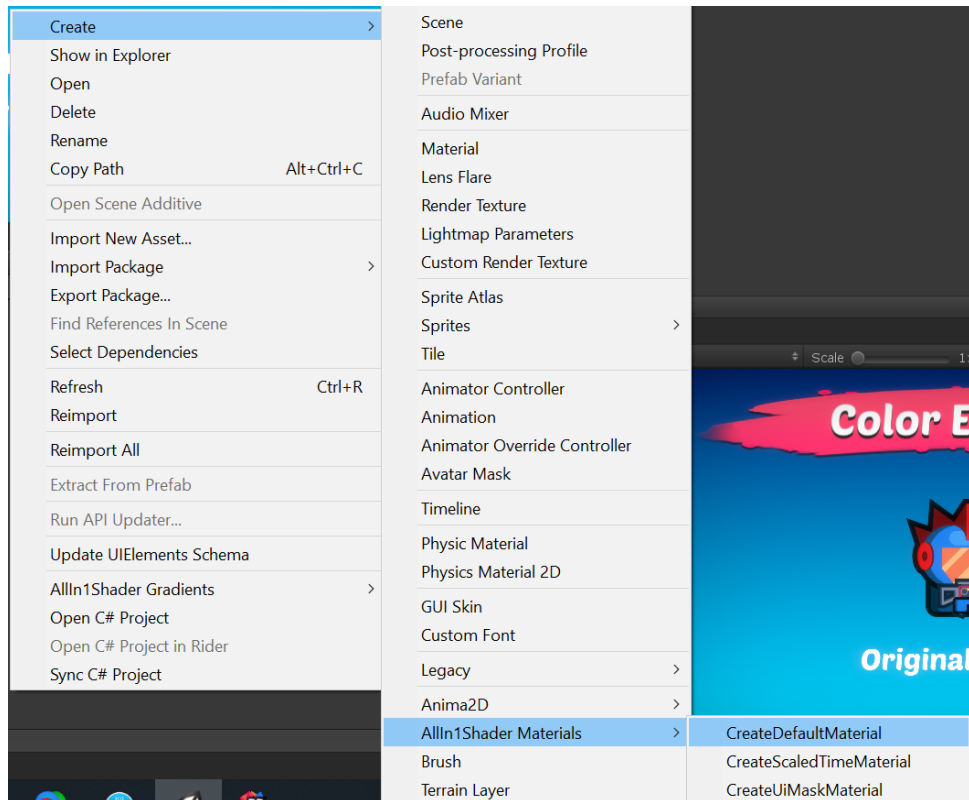 Create
Show in Explorer
Open
Delete
Rename
Copy Path Alt+Ctrl+C
Open Scene Additive
Import New Asset...
Import Package
Export Package...
Find References In Scene
Select Dependencies
Refresh Ctrl+R
Reimport
Reimport All
Extract From Prefab
Run API Updater...
Update UIElements Schema
AllIn1Shader Gradients
Open C# Project
Open C# Project in Rider
Sync C# Project
Scene
Post-processing Profile
Prefab Variant
Audio Mixer
Material
Lens Flare
Render Texture
Lightmap Parameters
Custom Render Texture
Sprite Atlas
Sprites
Tile
Animator Controller
Animation
Animator Override Controller
Avatar Mask
Timeline
Physic Material
Physics Material 2D
GUI Skin
Custom Font
Legacy
Anima2D
AllIn1Shader Materials
Brush
Terrain Layer
CreateDefaultMaterial
CreateScaledTimeMaterial
CreateUiMaskMaterial
Scale
Color
Original